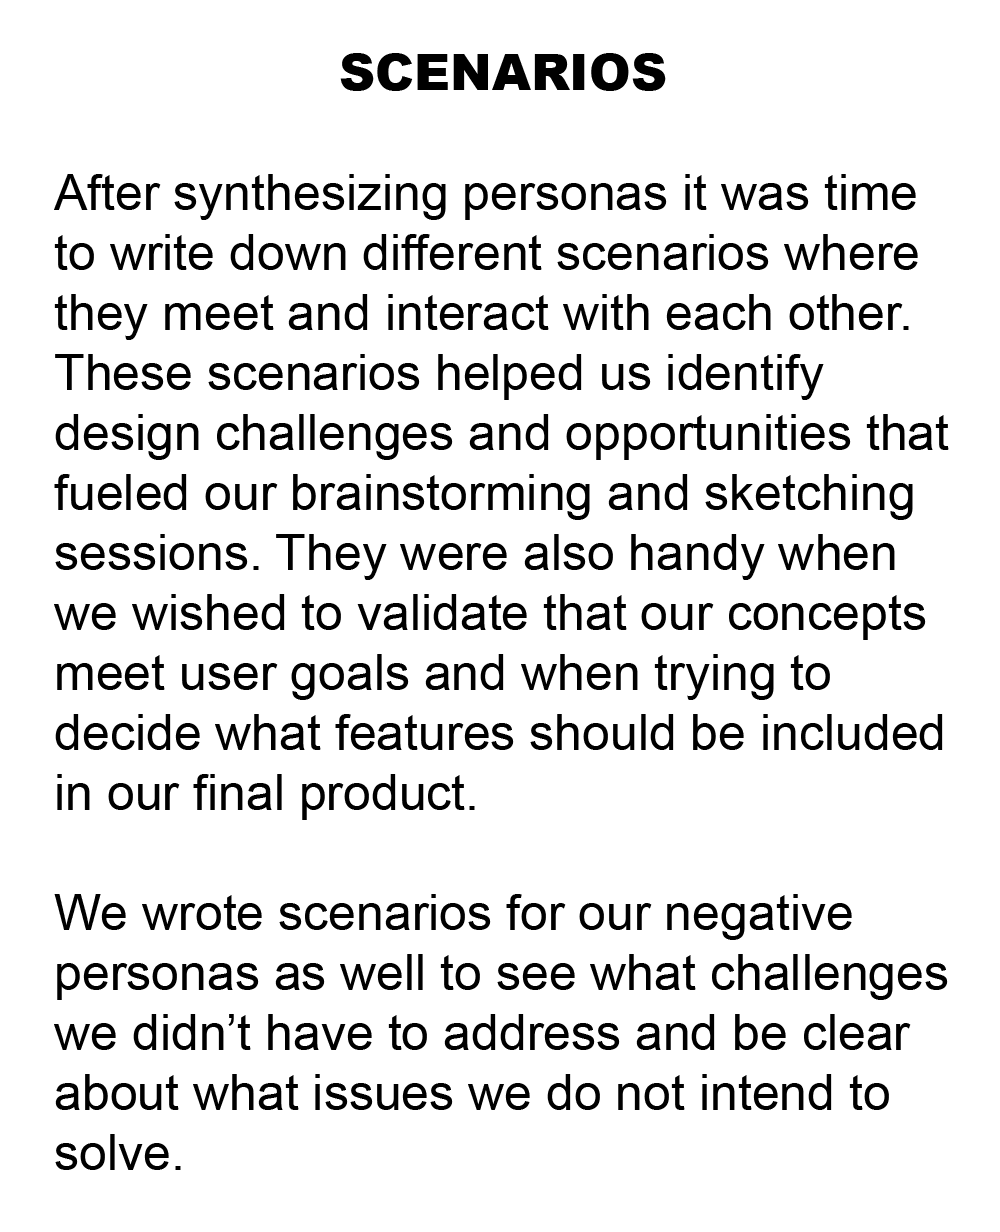 SCENARIOS
After synthesizing personas it was time
to write down different scenarios where
they meet and interact with each other.
These scenarios helped us identify
design challenges and opportunities that
fueled our brainstorming and sketching
sessions. They were also handy when
we wished to validate that our concepts
meet user goals and when trying to
decide what features should be included
in our final product.
We wrote scenarios for our negative
personas as well to see what challenges
we didn’t have to address and be clear
about what issues we do not intend to
solve.